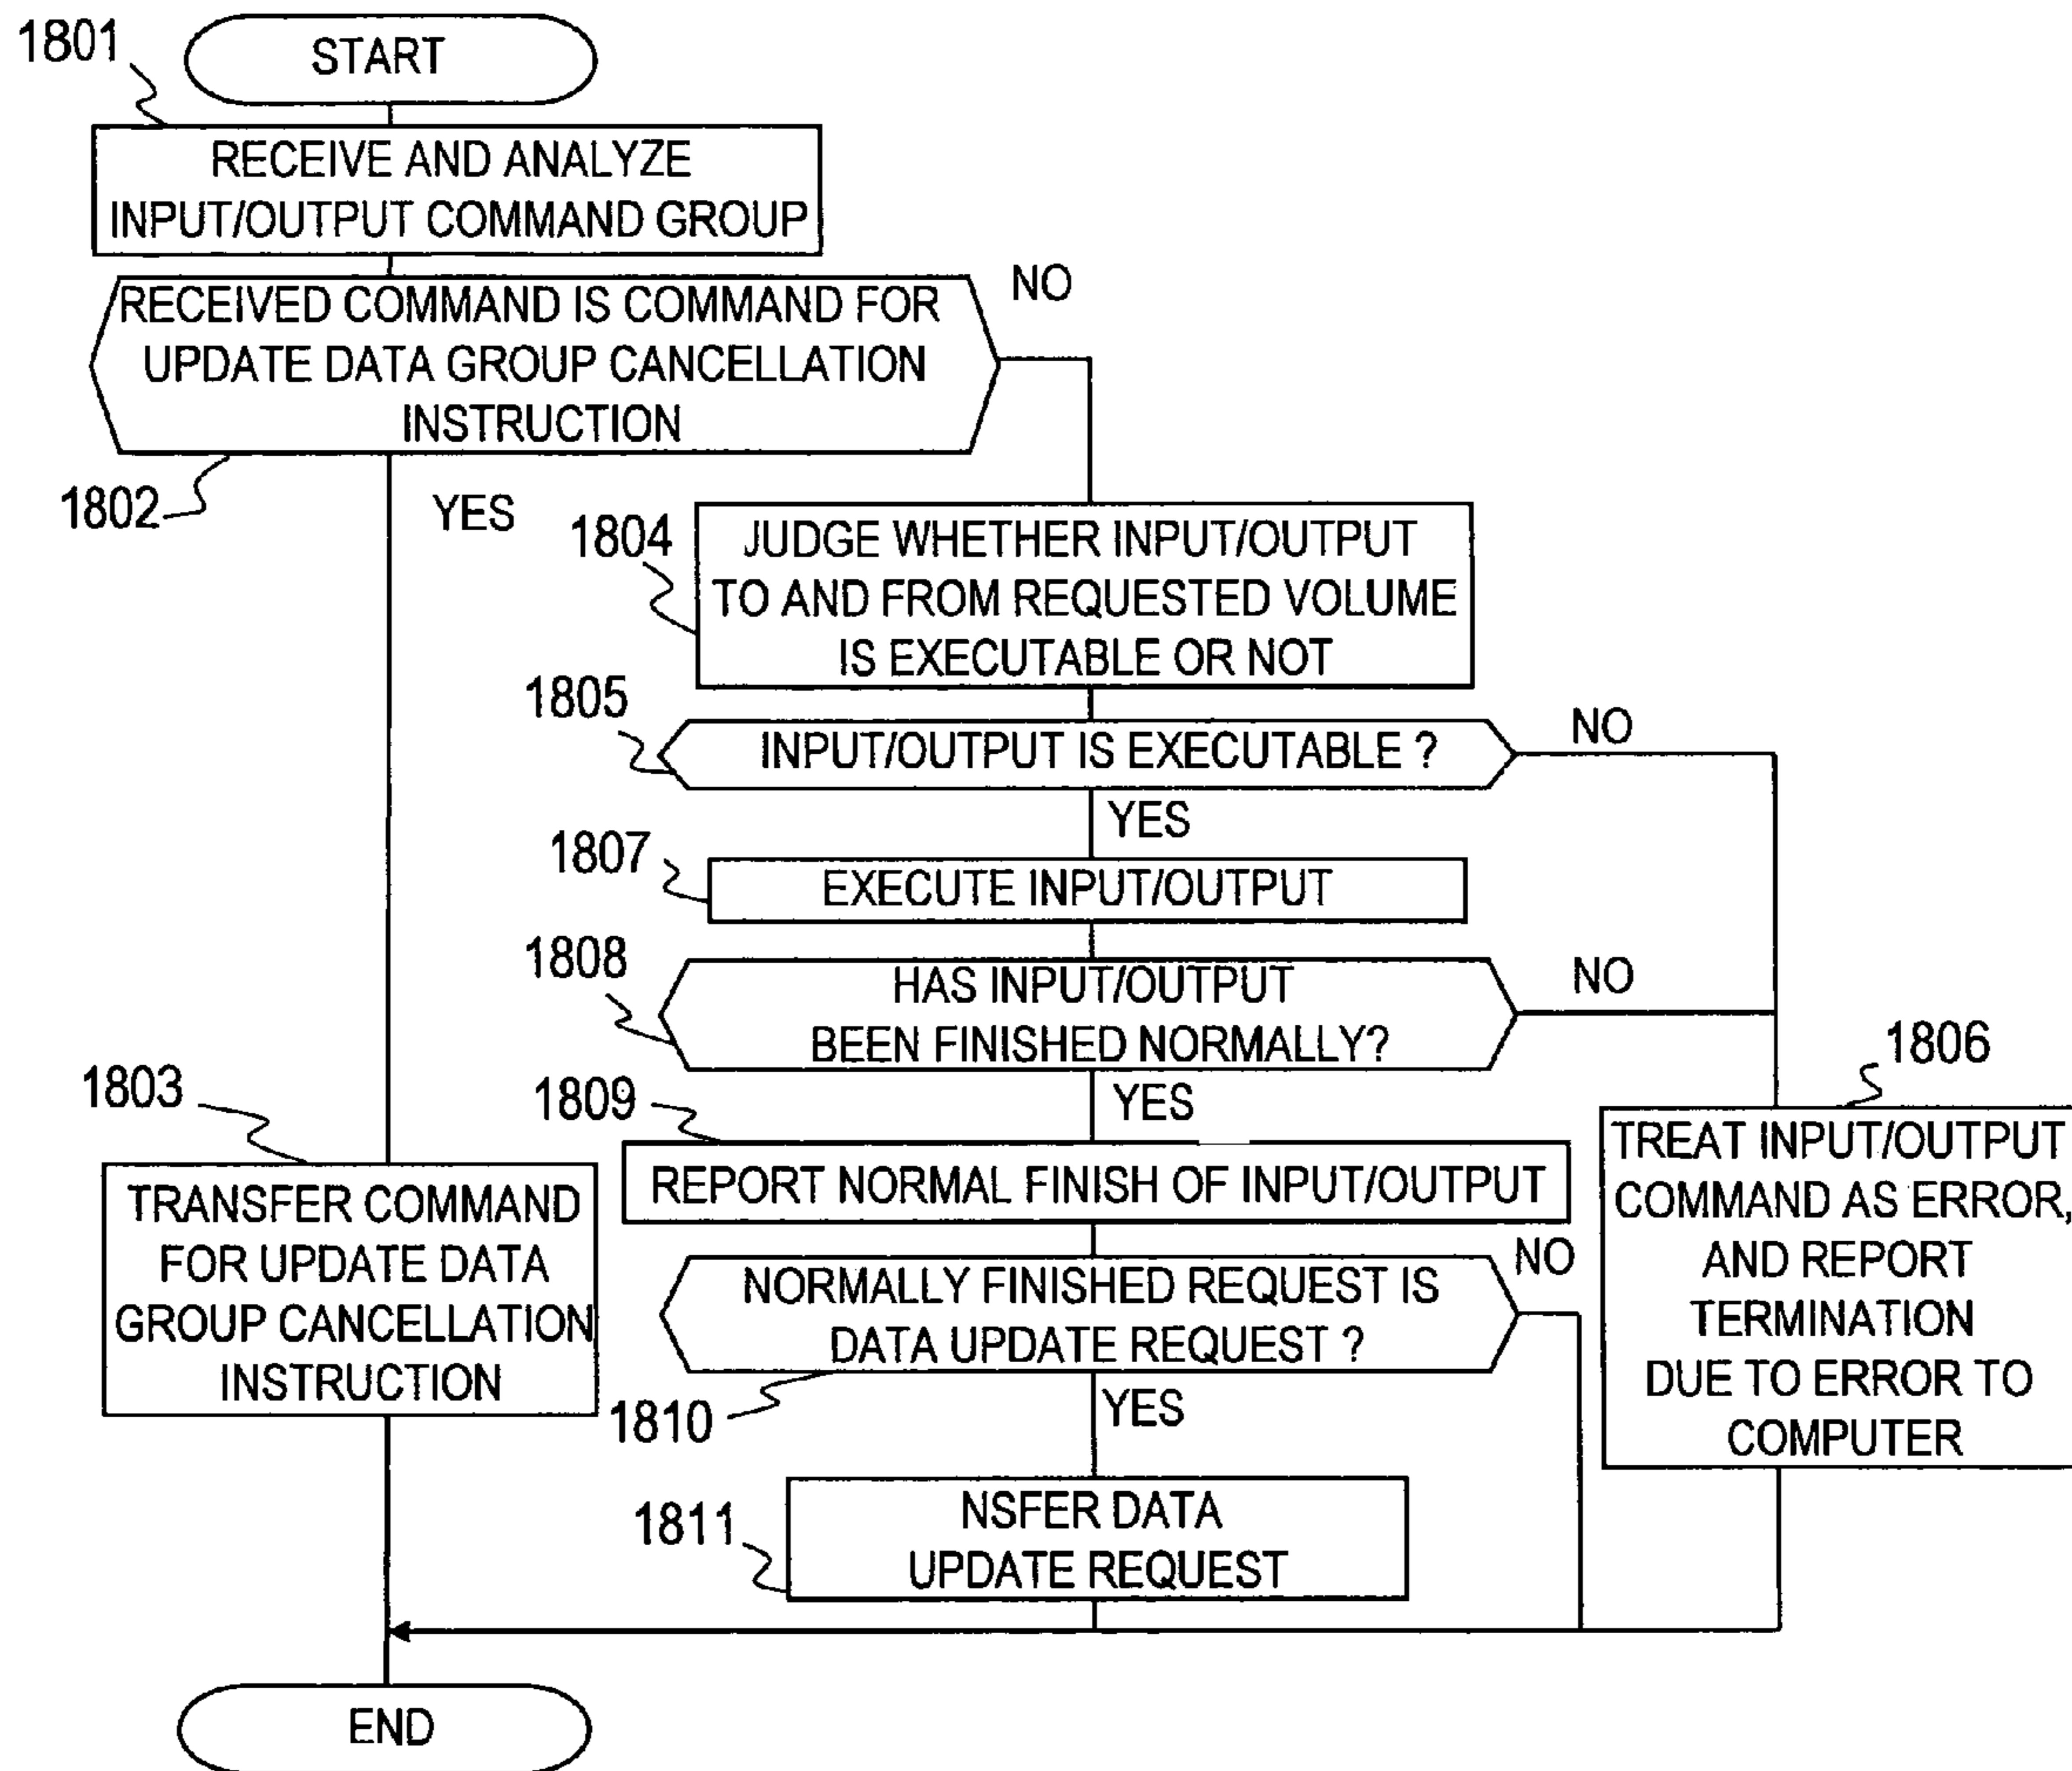 1801
START
RECEIVE AND ANALYZE
INPUT/OUTPUT COMMAND GROUP
RECEIVED COMMAND IS COMMAND FOR
UPDATE DATA GROUP CANCELLATION
INSTRUCTION
NO
1802
YES
1804
JUDGE WHETHER INPUT/OUTPUT
TO AND FROM REQUESTED VOLUME
IS EXECUTABLE OR NOT
1805
INPUT/OUTPUT IS EXECUTABLE ?
NO
YES
1807
EXECUTE INPUT/OUTPUT
1808
HAS INPUT/OUTPUT
BEEN FINISHED NORMALLY?
NO
YES
1806
TREAT INPUT/OUTPUT
COMMAND AS ERROR,
AND REPORT
TERMINATION
DUE TO ERROR TO
COMPUTER
1803
TRANSFER COMMAND
FOR UPDATE DATA
GROUP CANCELLATION
INSTRUCTION
1809
REPORT NORMAL FINISH OF INPUT/OUTPUT
NORMALLY FINISHED REQUEST IS
DATA UPDATE REQUEST ?
NO
1810
YES
1811
NSFER DATA
UPDATE REQUEST
END